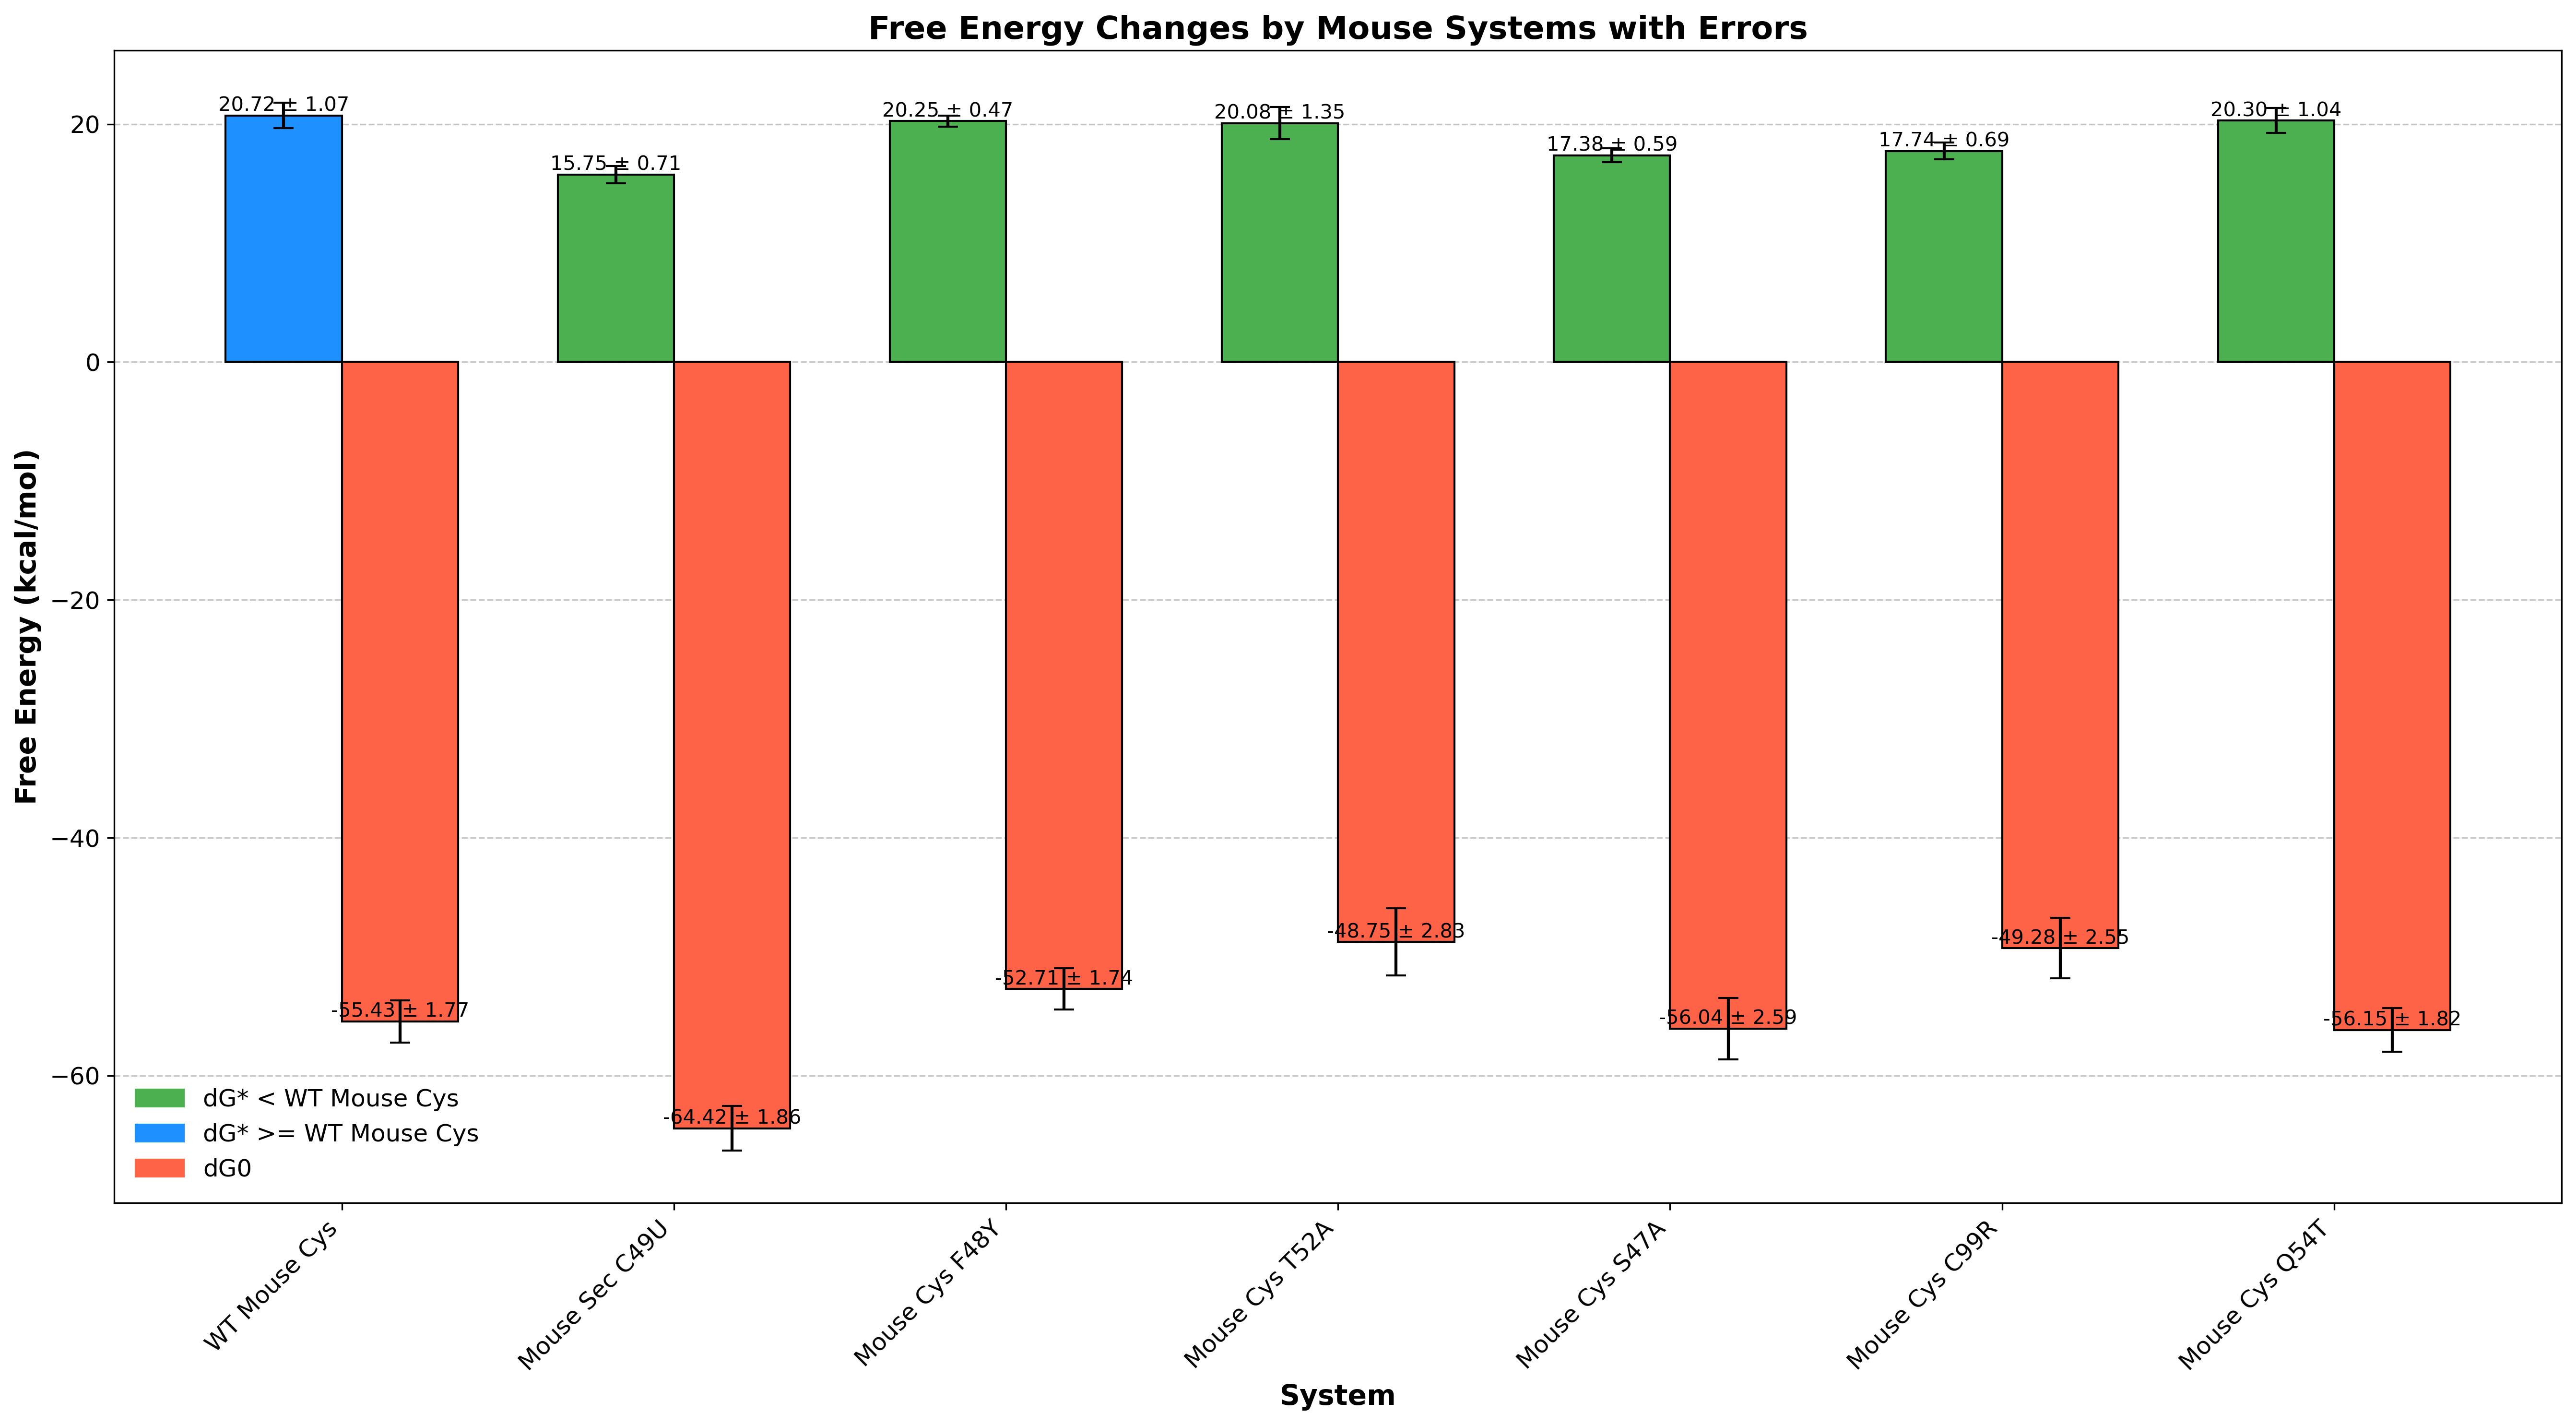 Free Energy Changes by Mouse Systems with Errors
20.72 ± 1.07
15.75 ± 0.71
20.25 ± 0.47
20.08 ± 1.35
17.38 ± 0.59
17.74 ± 0.69
20.30 ± 1.04
20
0
−20
−40
−60
Free Energy (kcal/mol)
-55.43 ± 1.77
-64.42 ± 1.86
-52.71 ± 1.74
-48.75 ± 2.83
-56.04 ± 2.59
-49.28 ± 2.55
-56.15 ± 1.82
dG* < WT Mouse Cys
dG* >= WT Mouse Cys
dG0
WT Mouse Cys
Mouse Sec C49U
Mouse Cys F48Y
Mouse Cys T52A
Mouse Cys S47A
Mouse Cys C99R
Mouse Cys Q54T
System